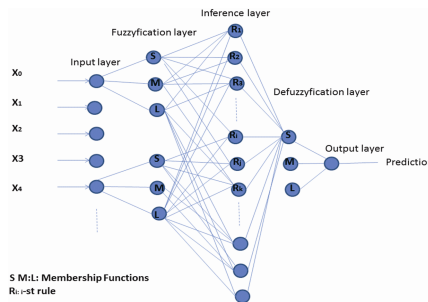 Inference layer
Fuzzyfication layer
Input layer
Defuzzyfication layer
Output layer
X0
X1
X2
X3
X4
S
M
L
S
M
L
R1
R2
R3
Ri
Rj
Rk
S
M
L
Predictio
S M:L: Membership Functions
Ri: i-st rule